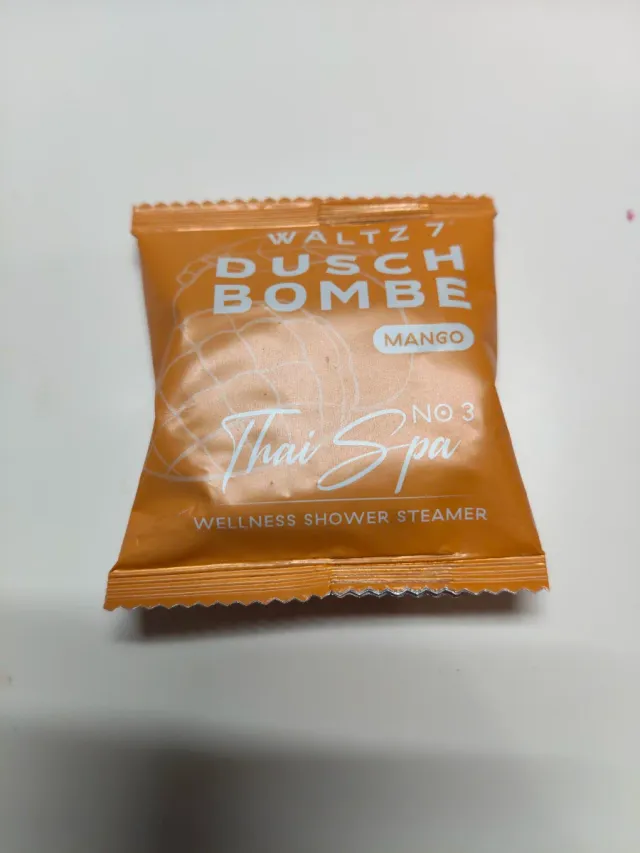 WALTZ 7
DUSCH
BOMBE
MANGO
NO 3
Thai Spa
WELLNESS SHOWER STEAMER